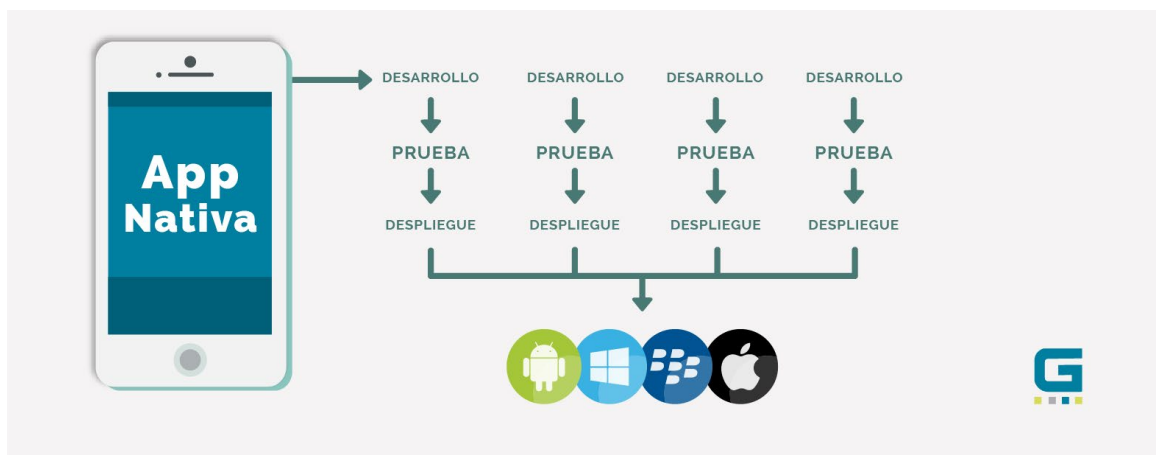 App
Nativa
DESARROLLO DESARROLLO DESARROLLO DESARROLLO
PRUEBA PRUEBA PRUEBA PRUEBA
DESPLIEGUE DESPLIEGUE DESPLIEGUE DESPLIEGUE
G